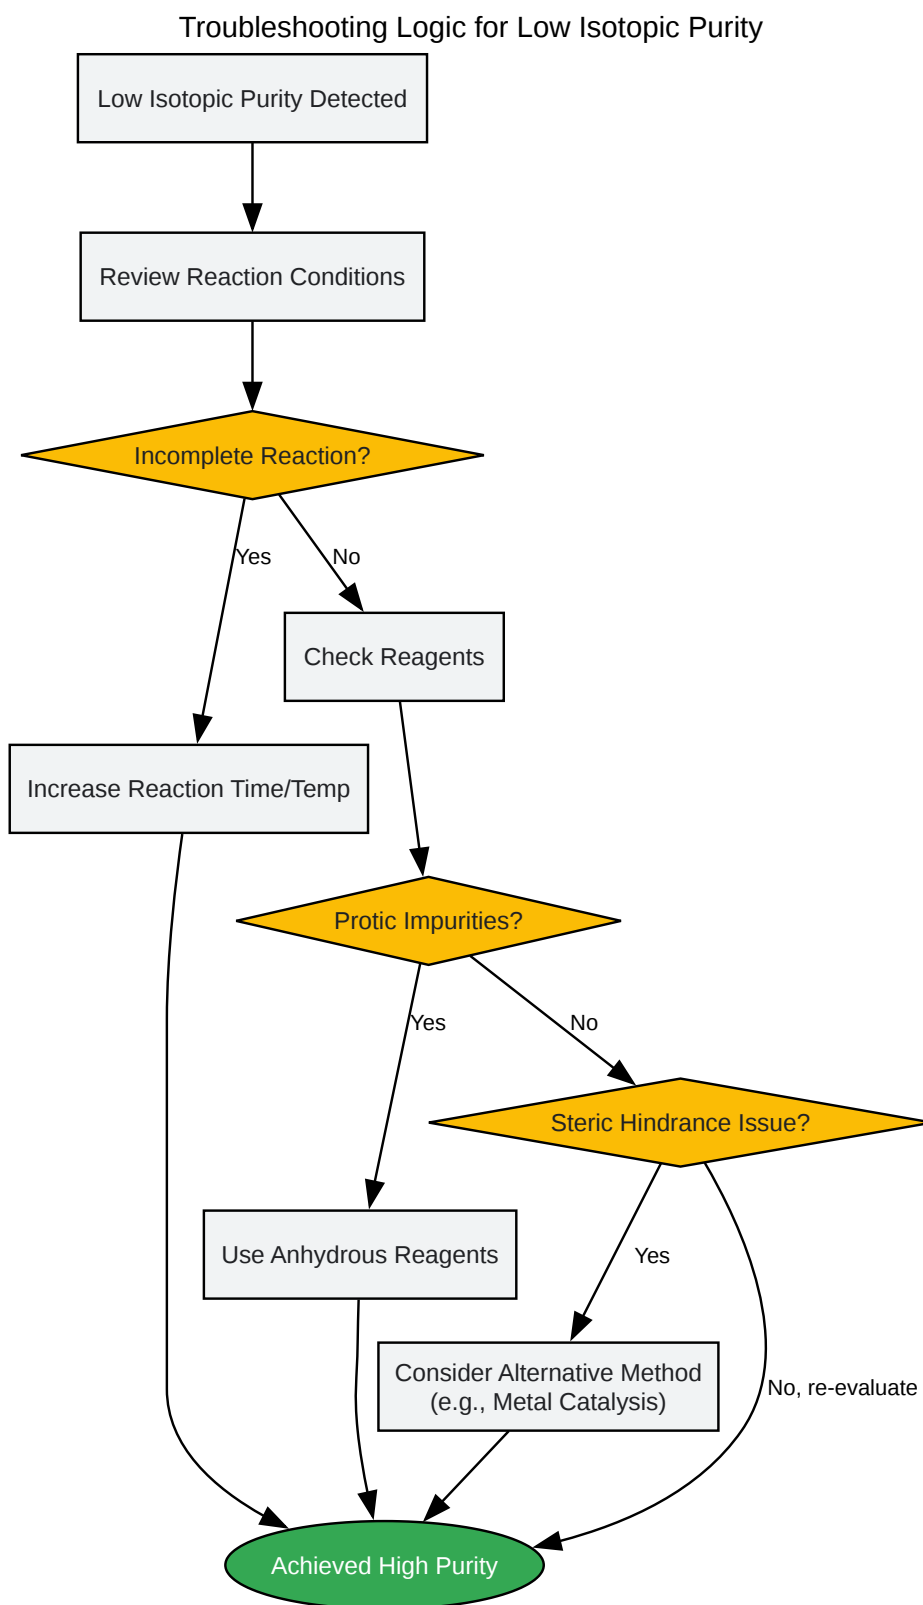 Troubleshooting Logic for Low Isotopic Purity
Low Isotopic Purity Detected
Review Reaction Conditions
Incomplete Reaction?
Yes
No
Check Reagents
Increase Reaction Time/Temp
Protic Impurities?
Yes
No
Steric Hindrance Issue?
Use Anhydrous Reagents
Yes
Consider Alternative Method
(e.g., Metal Catalysis)
No, re-evaluate
Achieved High Purity